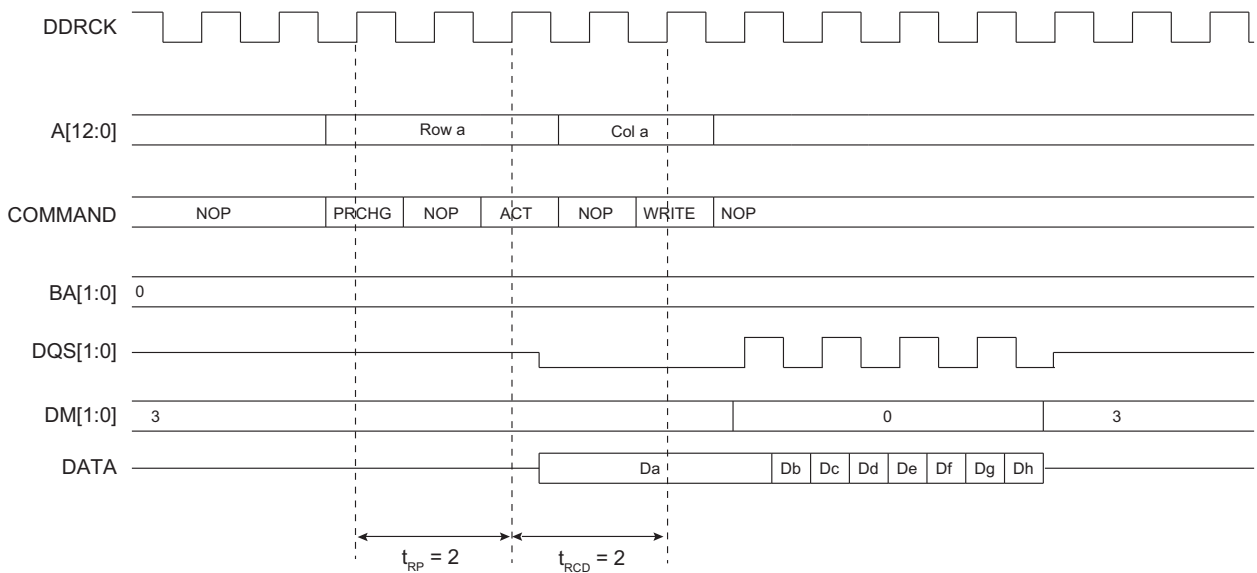 DDRCK
A[12:0] Row a Col a
COMMAND NOP PRCHG NOP ACT NOP WRITE NOP
BA[1:0] 0
DQS[1:0]
DM[1:0] 3 0 3
DATA Da Db Dc Dd De Df Dg Dh
tRP = 2 tRCD = 2